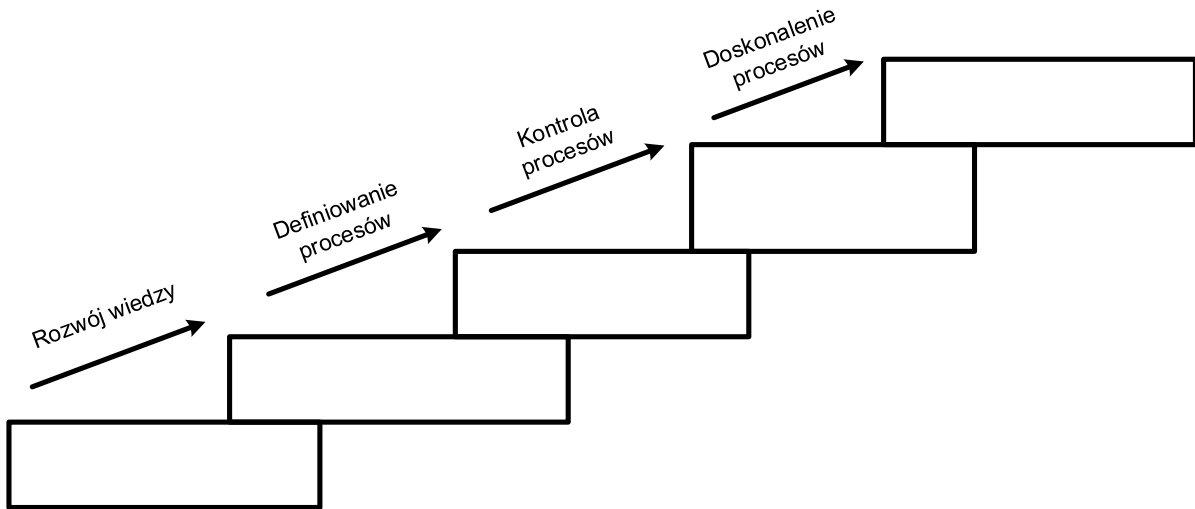 Rozwój wiedzy
Definiowanie
procesów
Kontrola
procesów
Doskonalenie
procesów